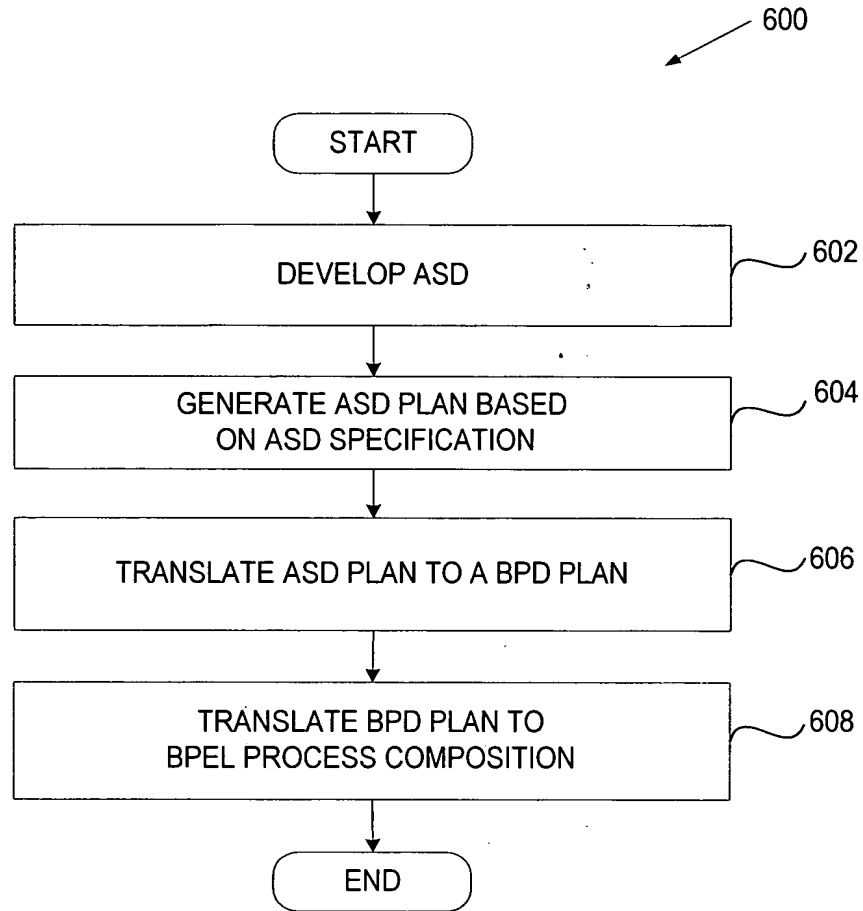 600
START
DEVELOP ASD
602
GENERATE ASD PLAN BASED
ON ASD SPECIFICATION
604
TRANSLATE ASD PLAN TO A BPD PLAN
606
TRANSLATE BPD PLAN TO
BPEL PROCESS COMPOSITION
608
END